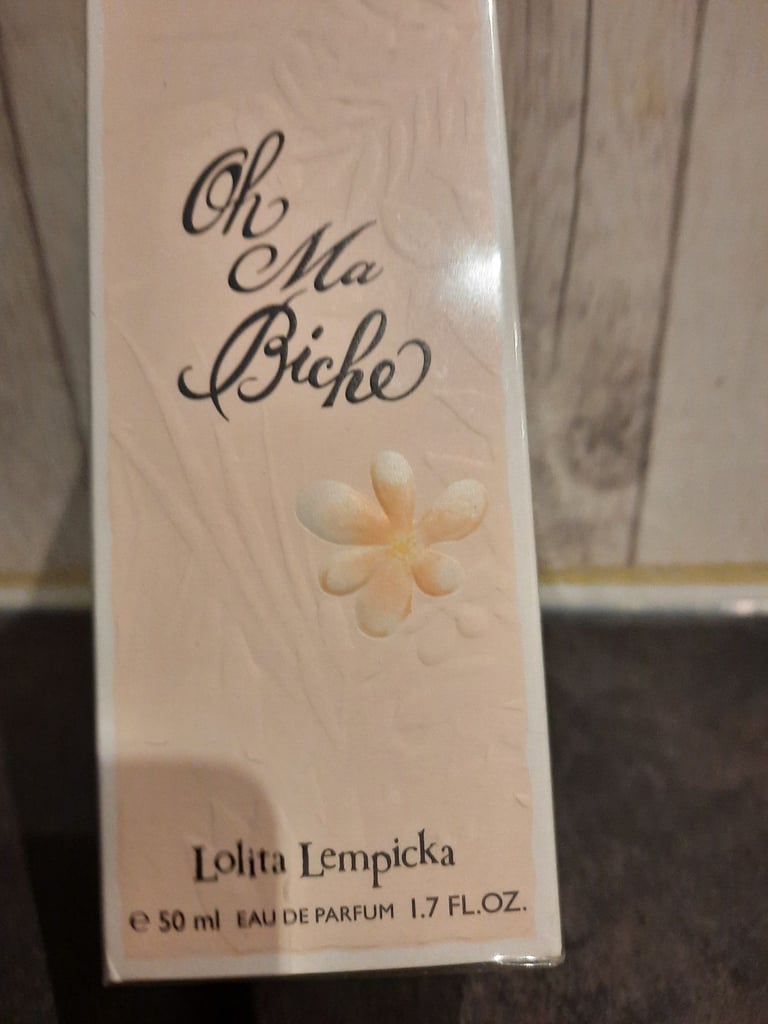 Oh
Ma
Biche
Lolita Lempicka
℮ 50 ml EAU DE PARFUM 1.7 FL.OZ.